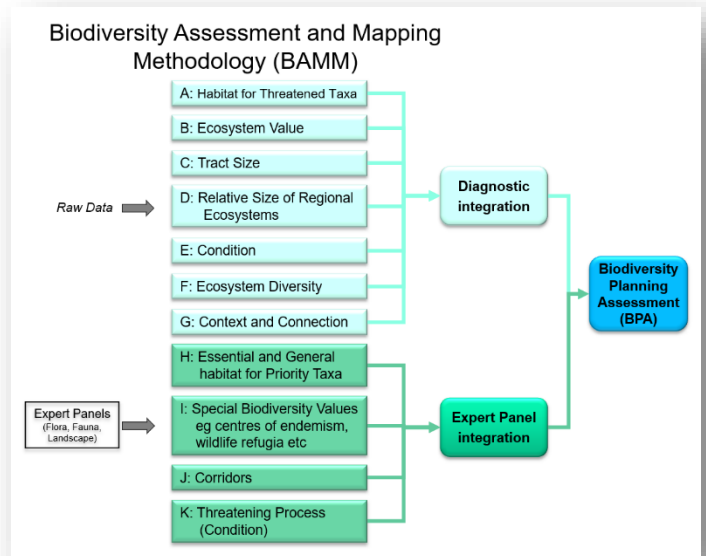 Biodiversity Assessment and Mapping
Methodology (BAMM)
A: Habitat for Threatened Taxa
B: Ecosystem Value
C: Tract Size
Raw Data
D: Relative Size of Regional
Ecosystems
E: Condition
F: Ecosystem Diversity
G: Context and Connection
Diagnostic
integration
H: Essential and General
habitat for Priority Taxa
Expert Panels
(Flora, Fauna,
Landscape)
I: Special Biodiversity Values
eg centres of endemism,
wildlife refugia etc
J: Corridors
K: Threatening Process
(Condition)
Expert Panel
integration
Biodiversity
Planning
Assessment
(BPA)